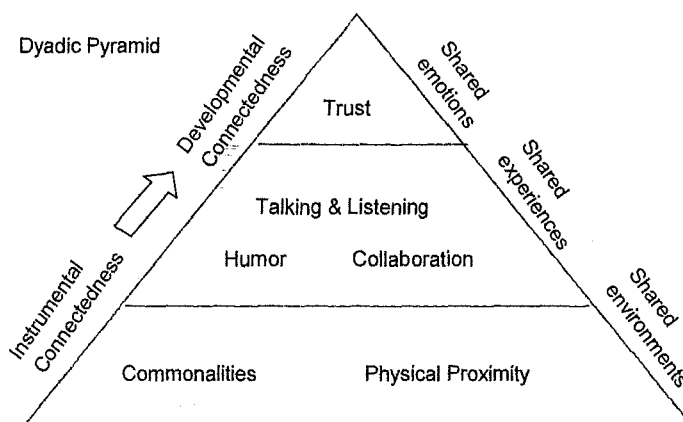 Dyadic Pyramid
Developmental
Connectedness
Shared
emotions
Trust
Shared
experiences
Talking & Listening
Humor
Collaboration
Instrumental
Connectedness
Shared
environments
Commonalities
Physical Proximity